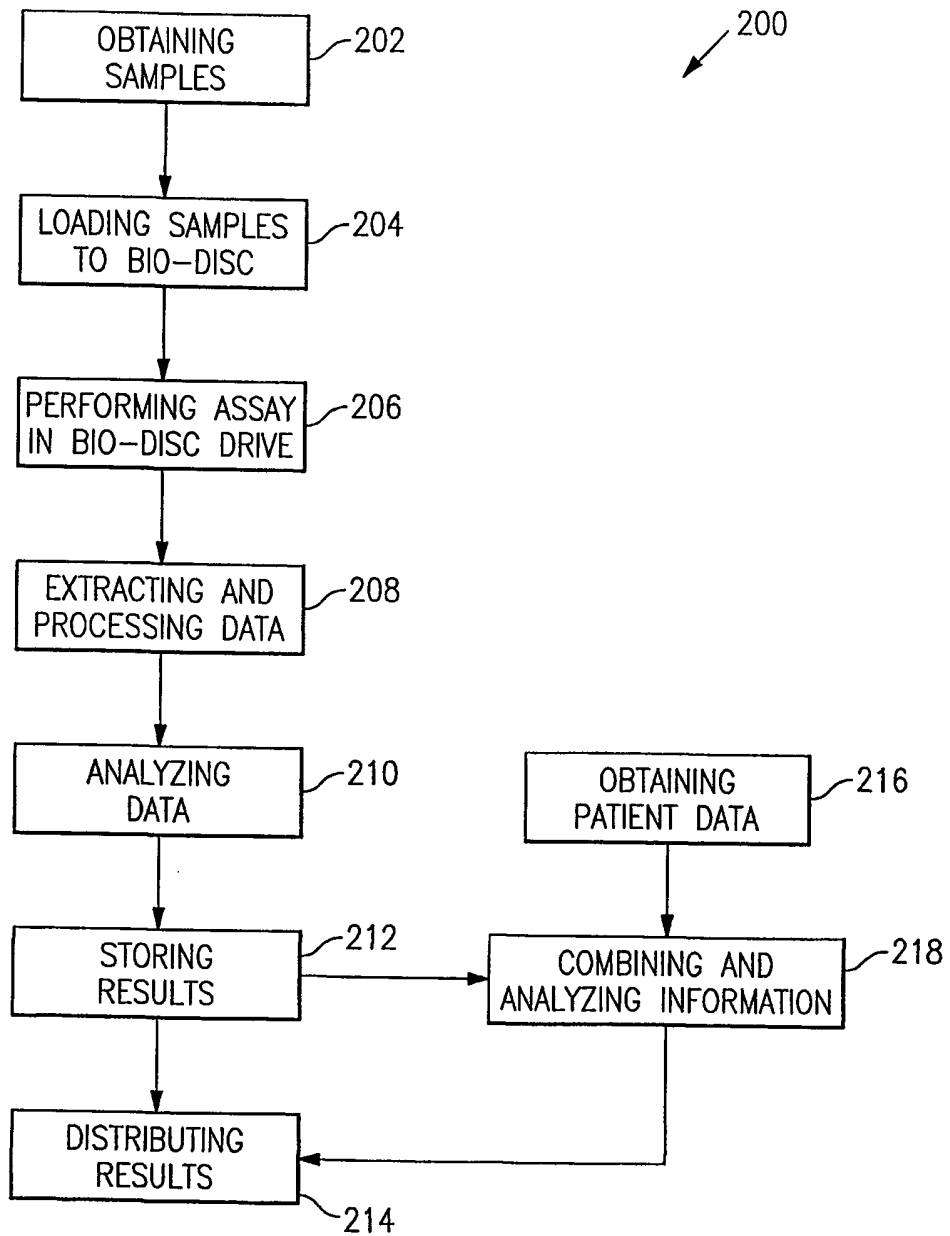 200
OBTAINING
SAMPLES
202
LOADING SAMPLES
TO BIO-DISC
204
PERFORMING ASSAY
IN BIO-DISC DRIVE
206
EXTRACTING AND
PROCESSING DATA
208
ANALYZING
DATA
210
OBTAINING
PATIENT DATA
216
STORING
RESULTS
212
COMBINING AND
ANALYZING INFORMATION
218
DISTRIBUTING
RESULTS
214